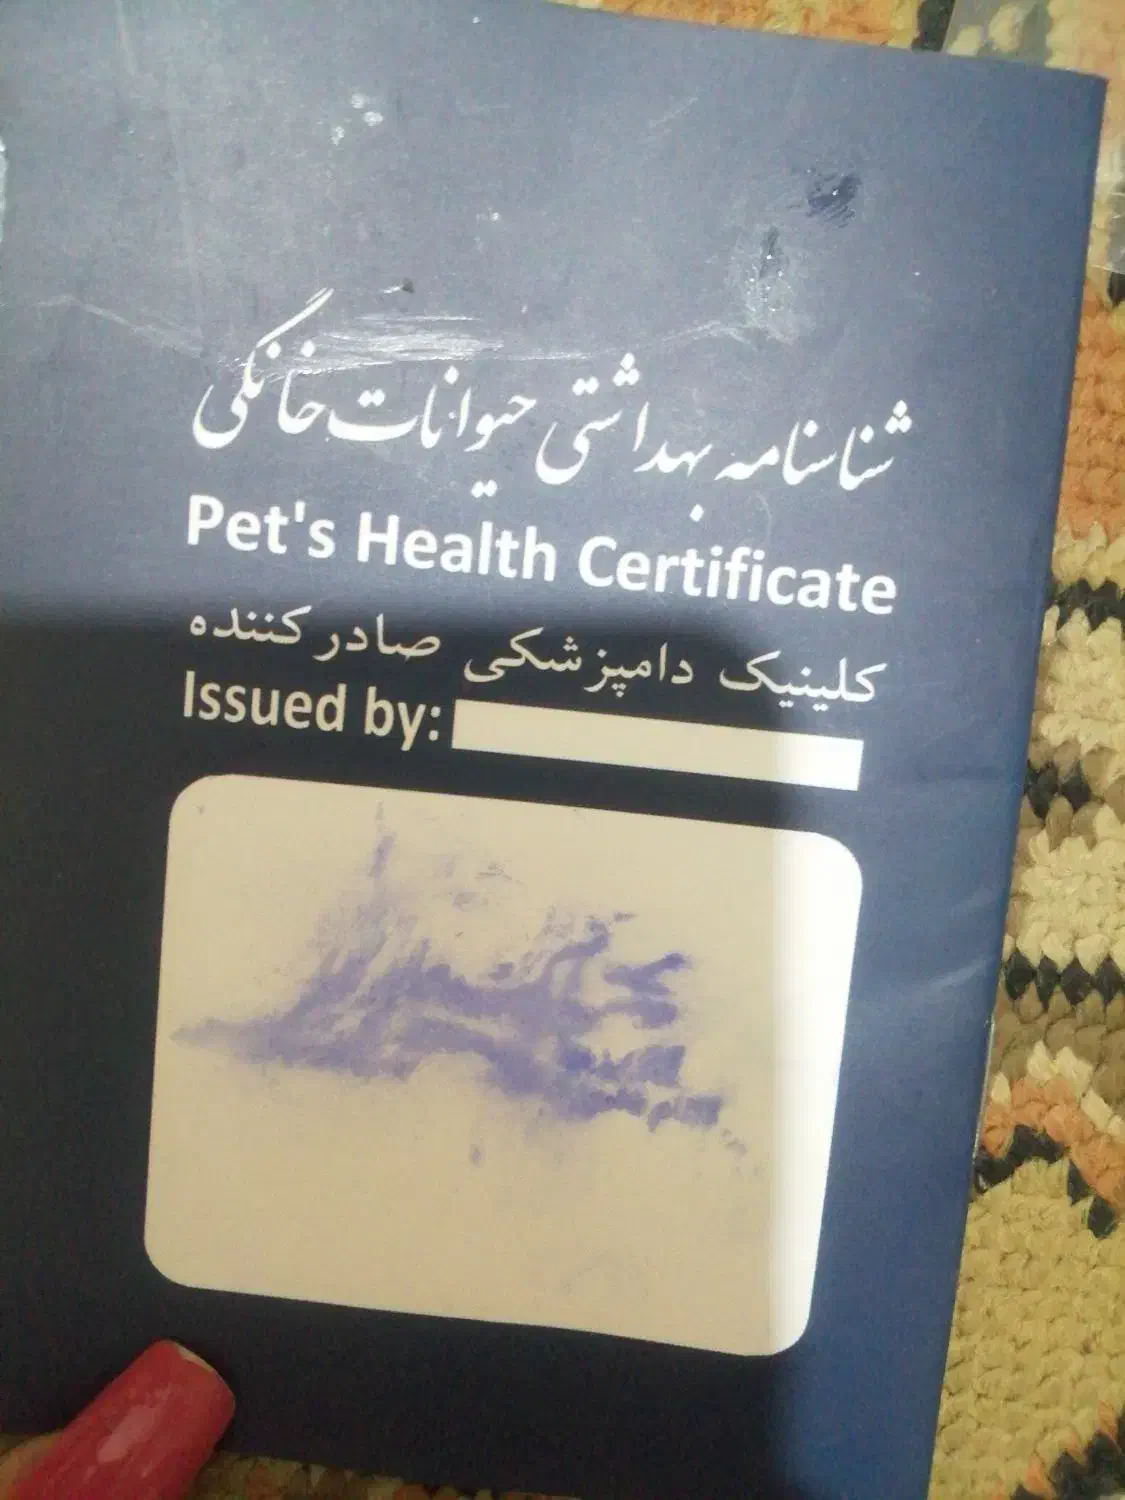 شناسنامه بهداشتی حیوانات خانگی
Pet's Health Certificate
کلینیک دامپزشکی صادر کننده
Issued by: